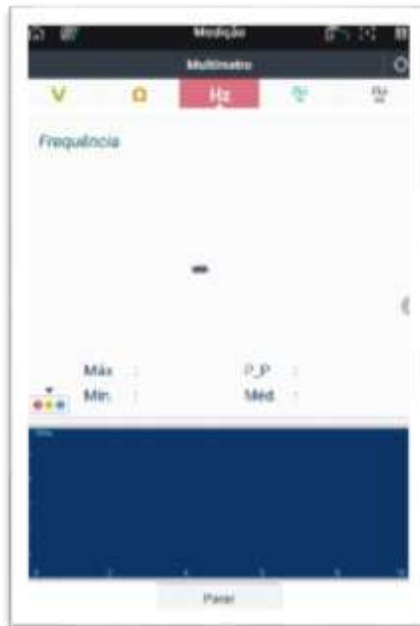 Medição
Multímetro
V Ω Hz
Frequência
-
Máx : P_P :
Mín. : Méd. :
Parar